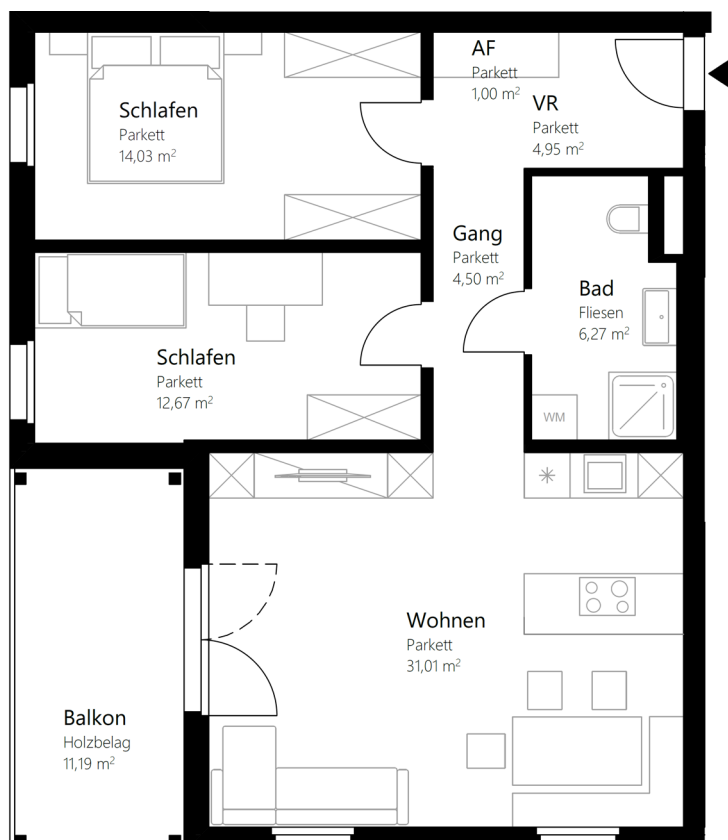 AF
Parkett
1,00 m²
VR
Parkett
4,95 m²
Schlafen
Parkett
14,03 m²
Gang
Parkett
4,50 m²
Bad
Fliesen
6,27 m²
Schlafen
Parkett
12,67 m²
WM
Wohnen
Parkett
31,01 m²
Balkon
Holzbelag
11,19 m²